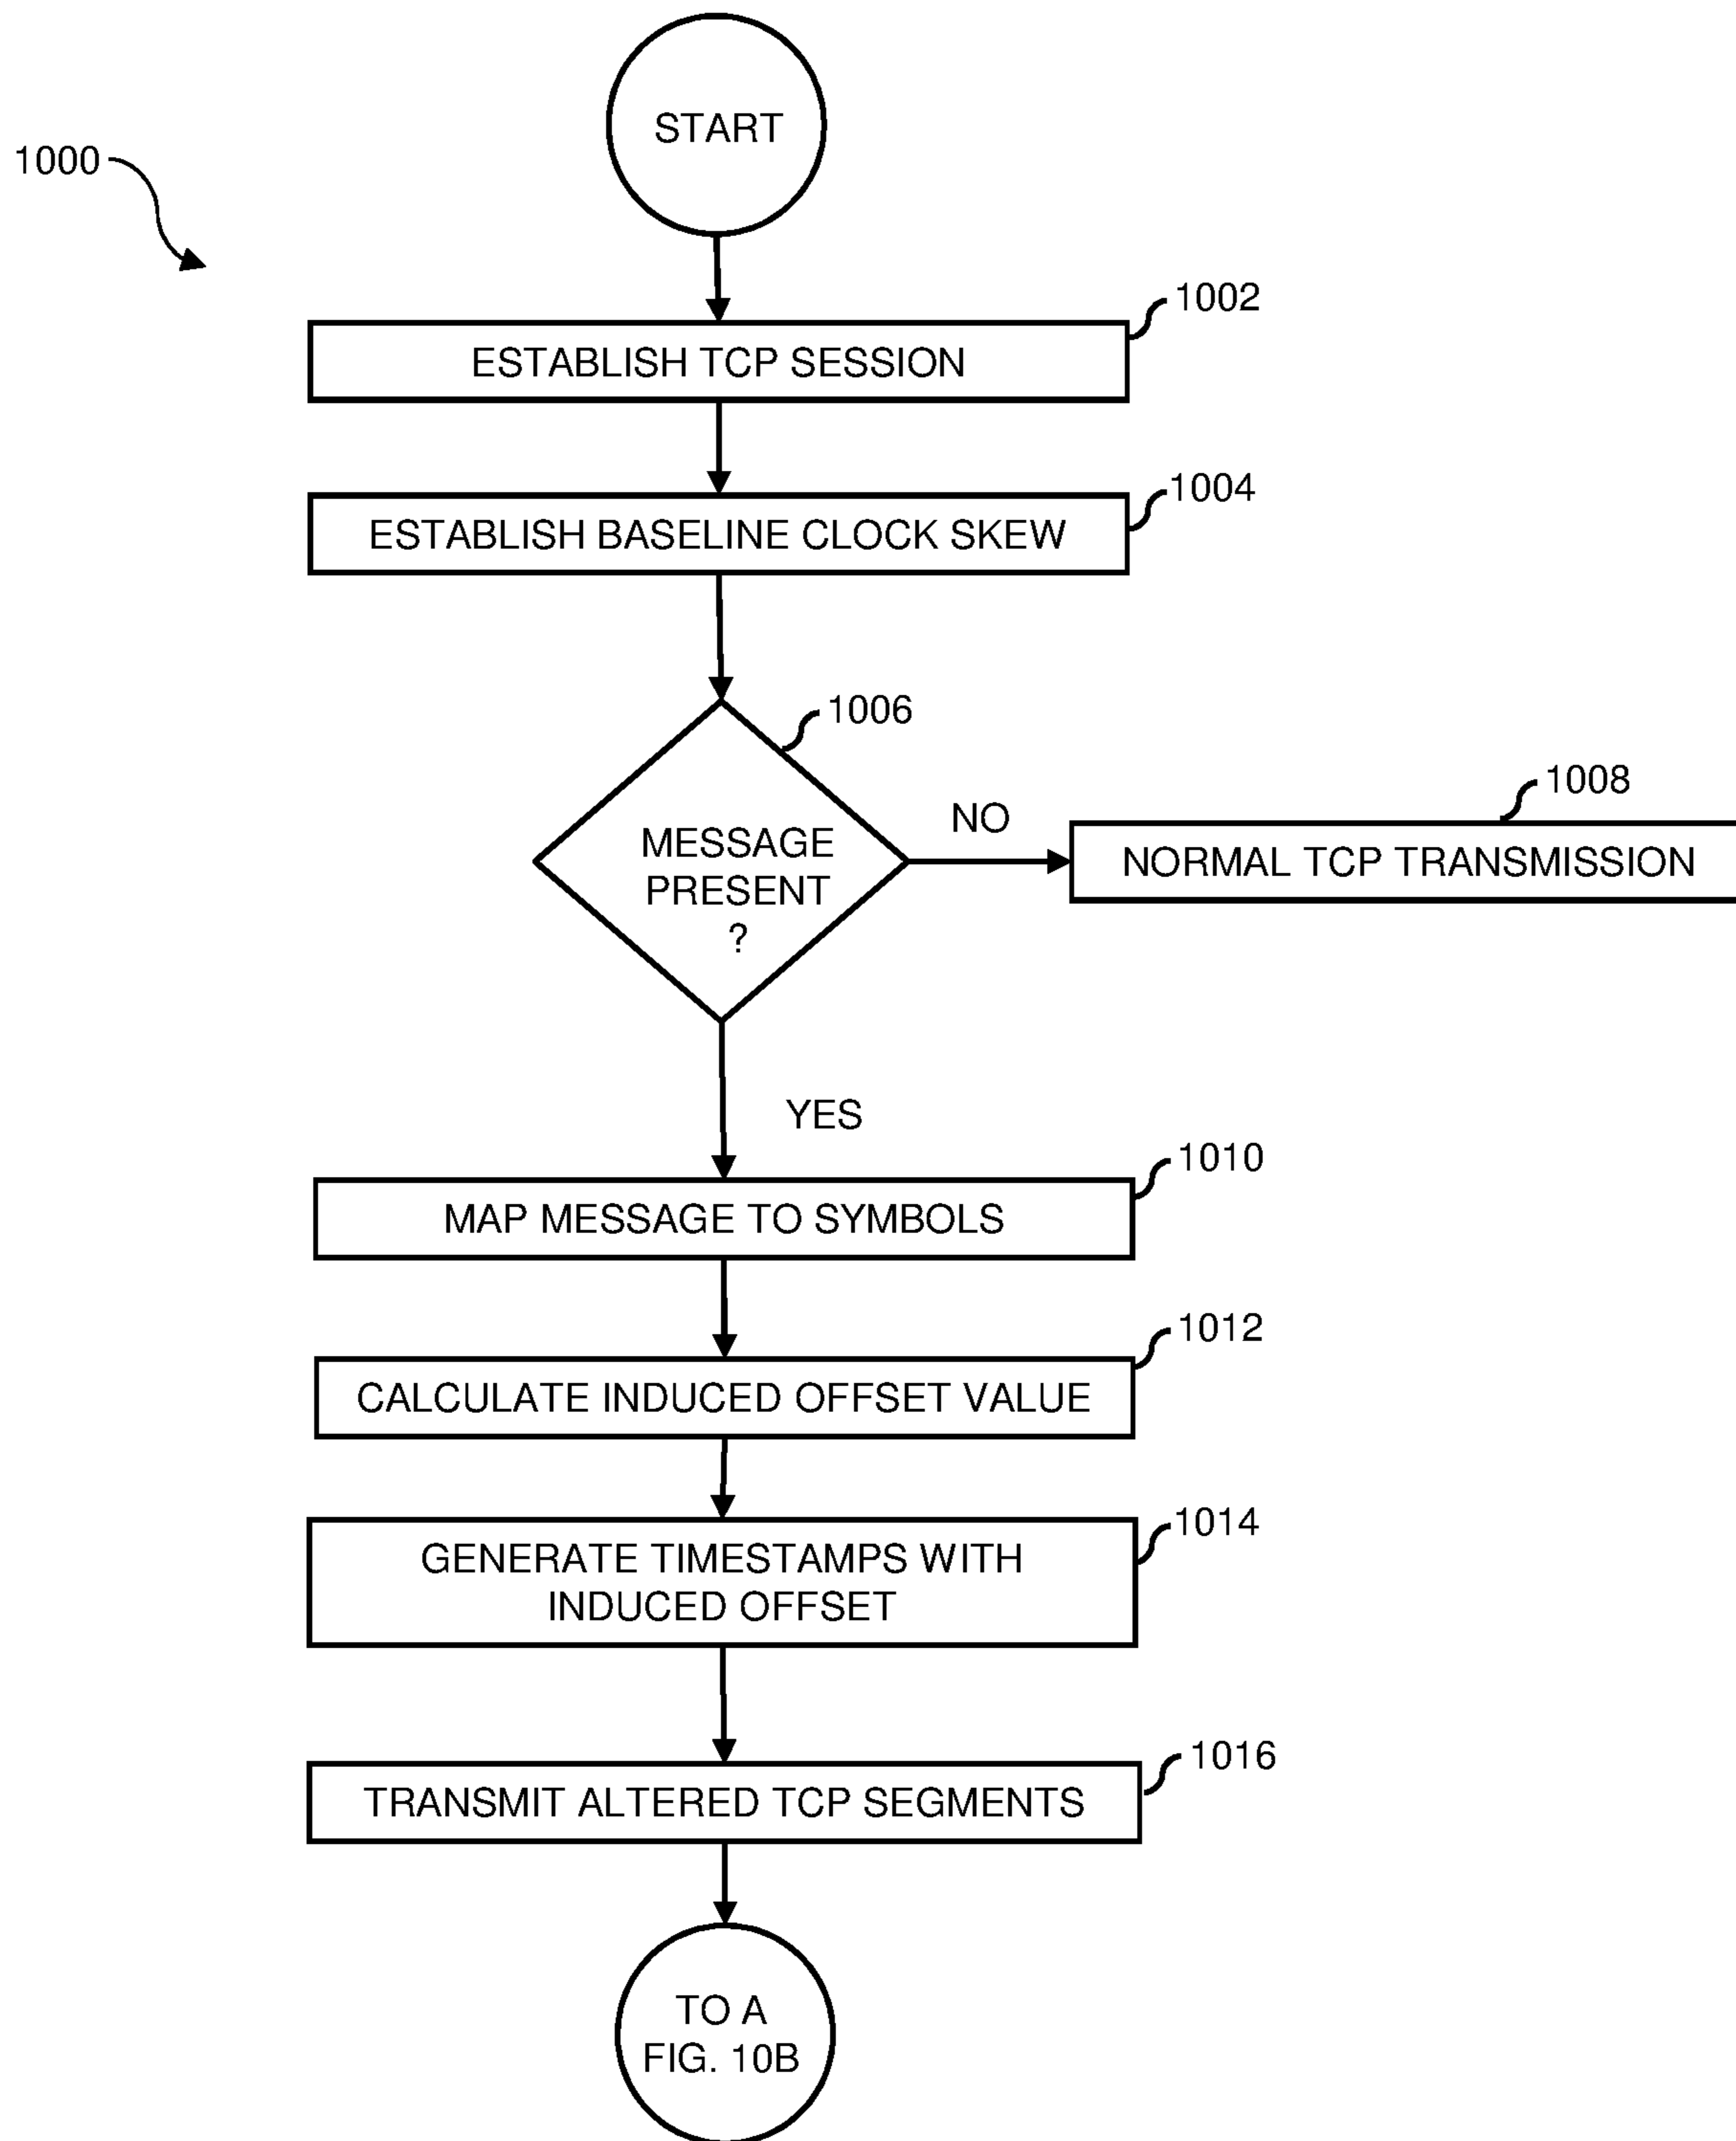 START
1000
1002
ESTABLISH TCP SESSION
1004
ESTABLISH BASELINE CLOCK SKEW
1006
MESSAGE
PRESENT
?
NO
1008
NORMAL TCP TRANSMISSION
YES
1010
MAP MESSAGE TO SYMBOLS
1012
CALCULATE INDUCED OFFSET VALUE
1014
GENERATE TIMESTAMPS WITH
INDUCED OFFSET
1016
TRANSMIT ALTERED TCP SEGMENTS
TO A
FIG. 10B